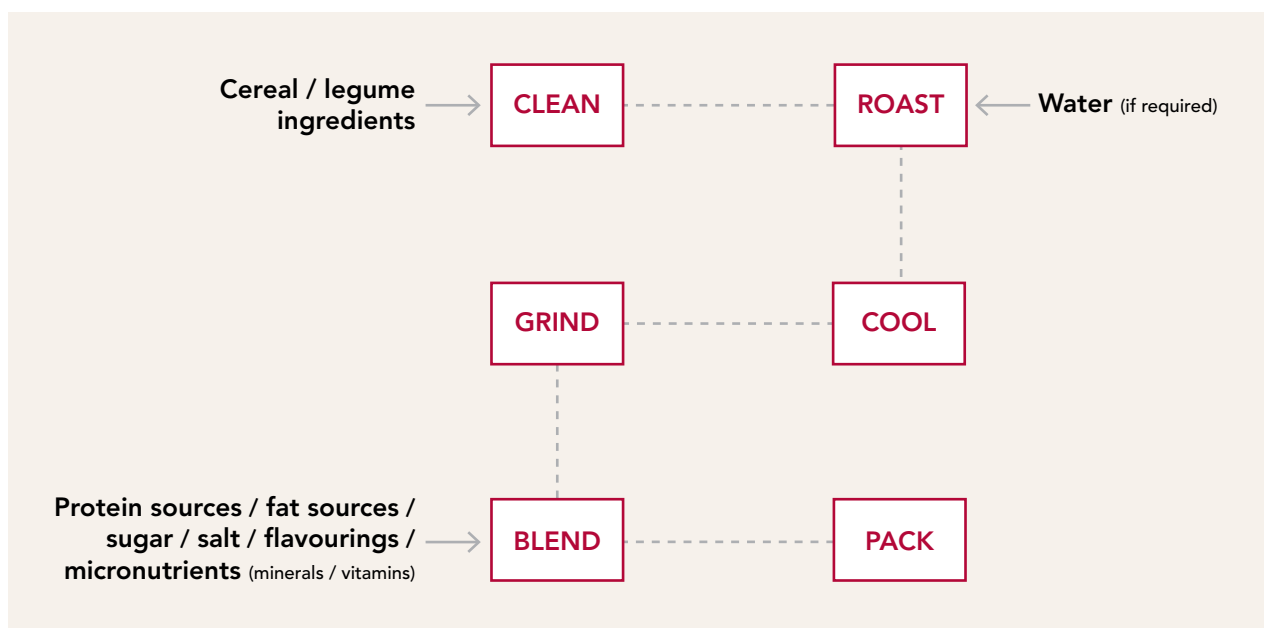 Cereal / legume
ingredients
CLEAN
ROAST
Water (if required)
GRIND
COOL
Protein sources / fat sources /
sugar / salt / flavourings /
micronutrients (minerals / vitamins)
BLEND
PACK